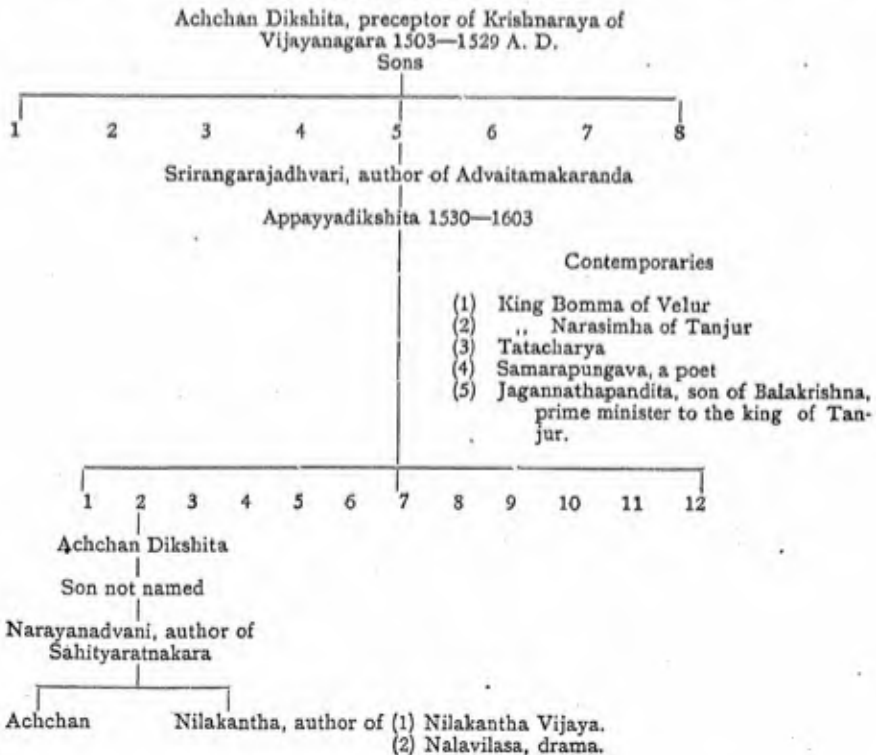 Achchan Dikshita, preceptor of Krishnaraya of
Vijayanagara 1503—1529 A. D.
Sons
1 2 3 4 5 6 7 8
Srirangarajadhvari, author of Advaitamakaranda
Appayyadikshita 1530—1603
Contemporaries
(1) King Bomma of Velur
(2) ,, Narasimha of Tanjur
(3) Tatacharya
(4) Samarapungava, a poet
(5) Jagannathapandita, son of Balakrishna,
prime minister to the king of Tan-
jur.
1 2 3 4 5 6 7 8 9 10 11 12
Achchan Dikshita
Son not named
Narayanadvani, author of
Sahityaratnakara
Achchan Nilakantha, author of (1) Nilakantha Vijaya.
(2) Nalavilasa, drama.